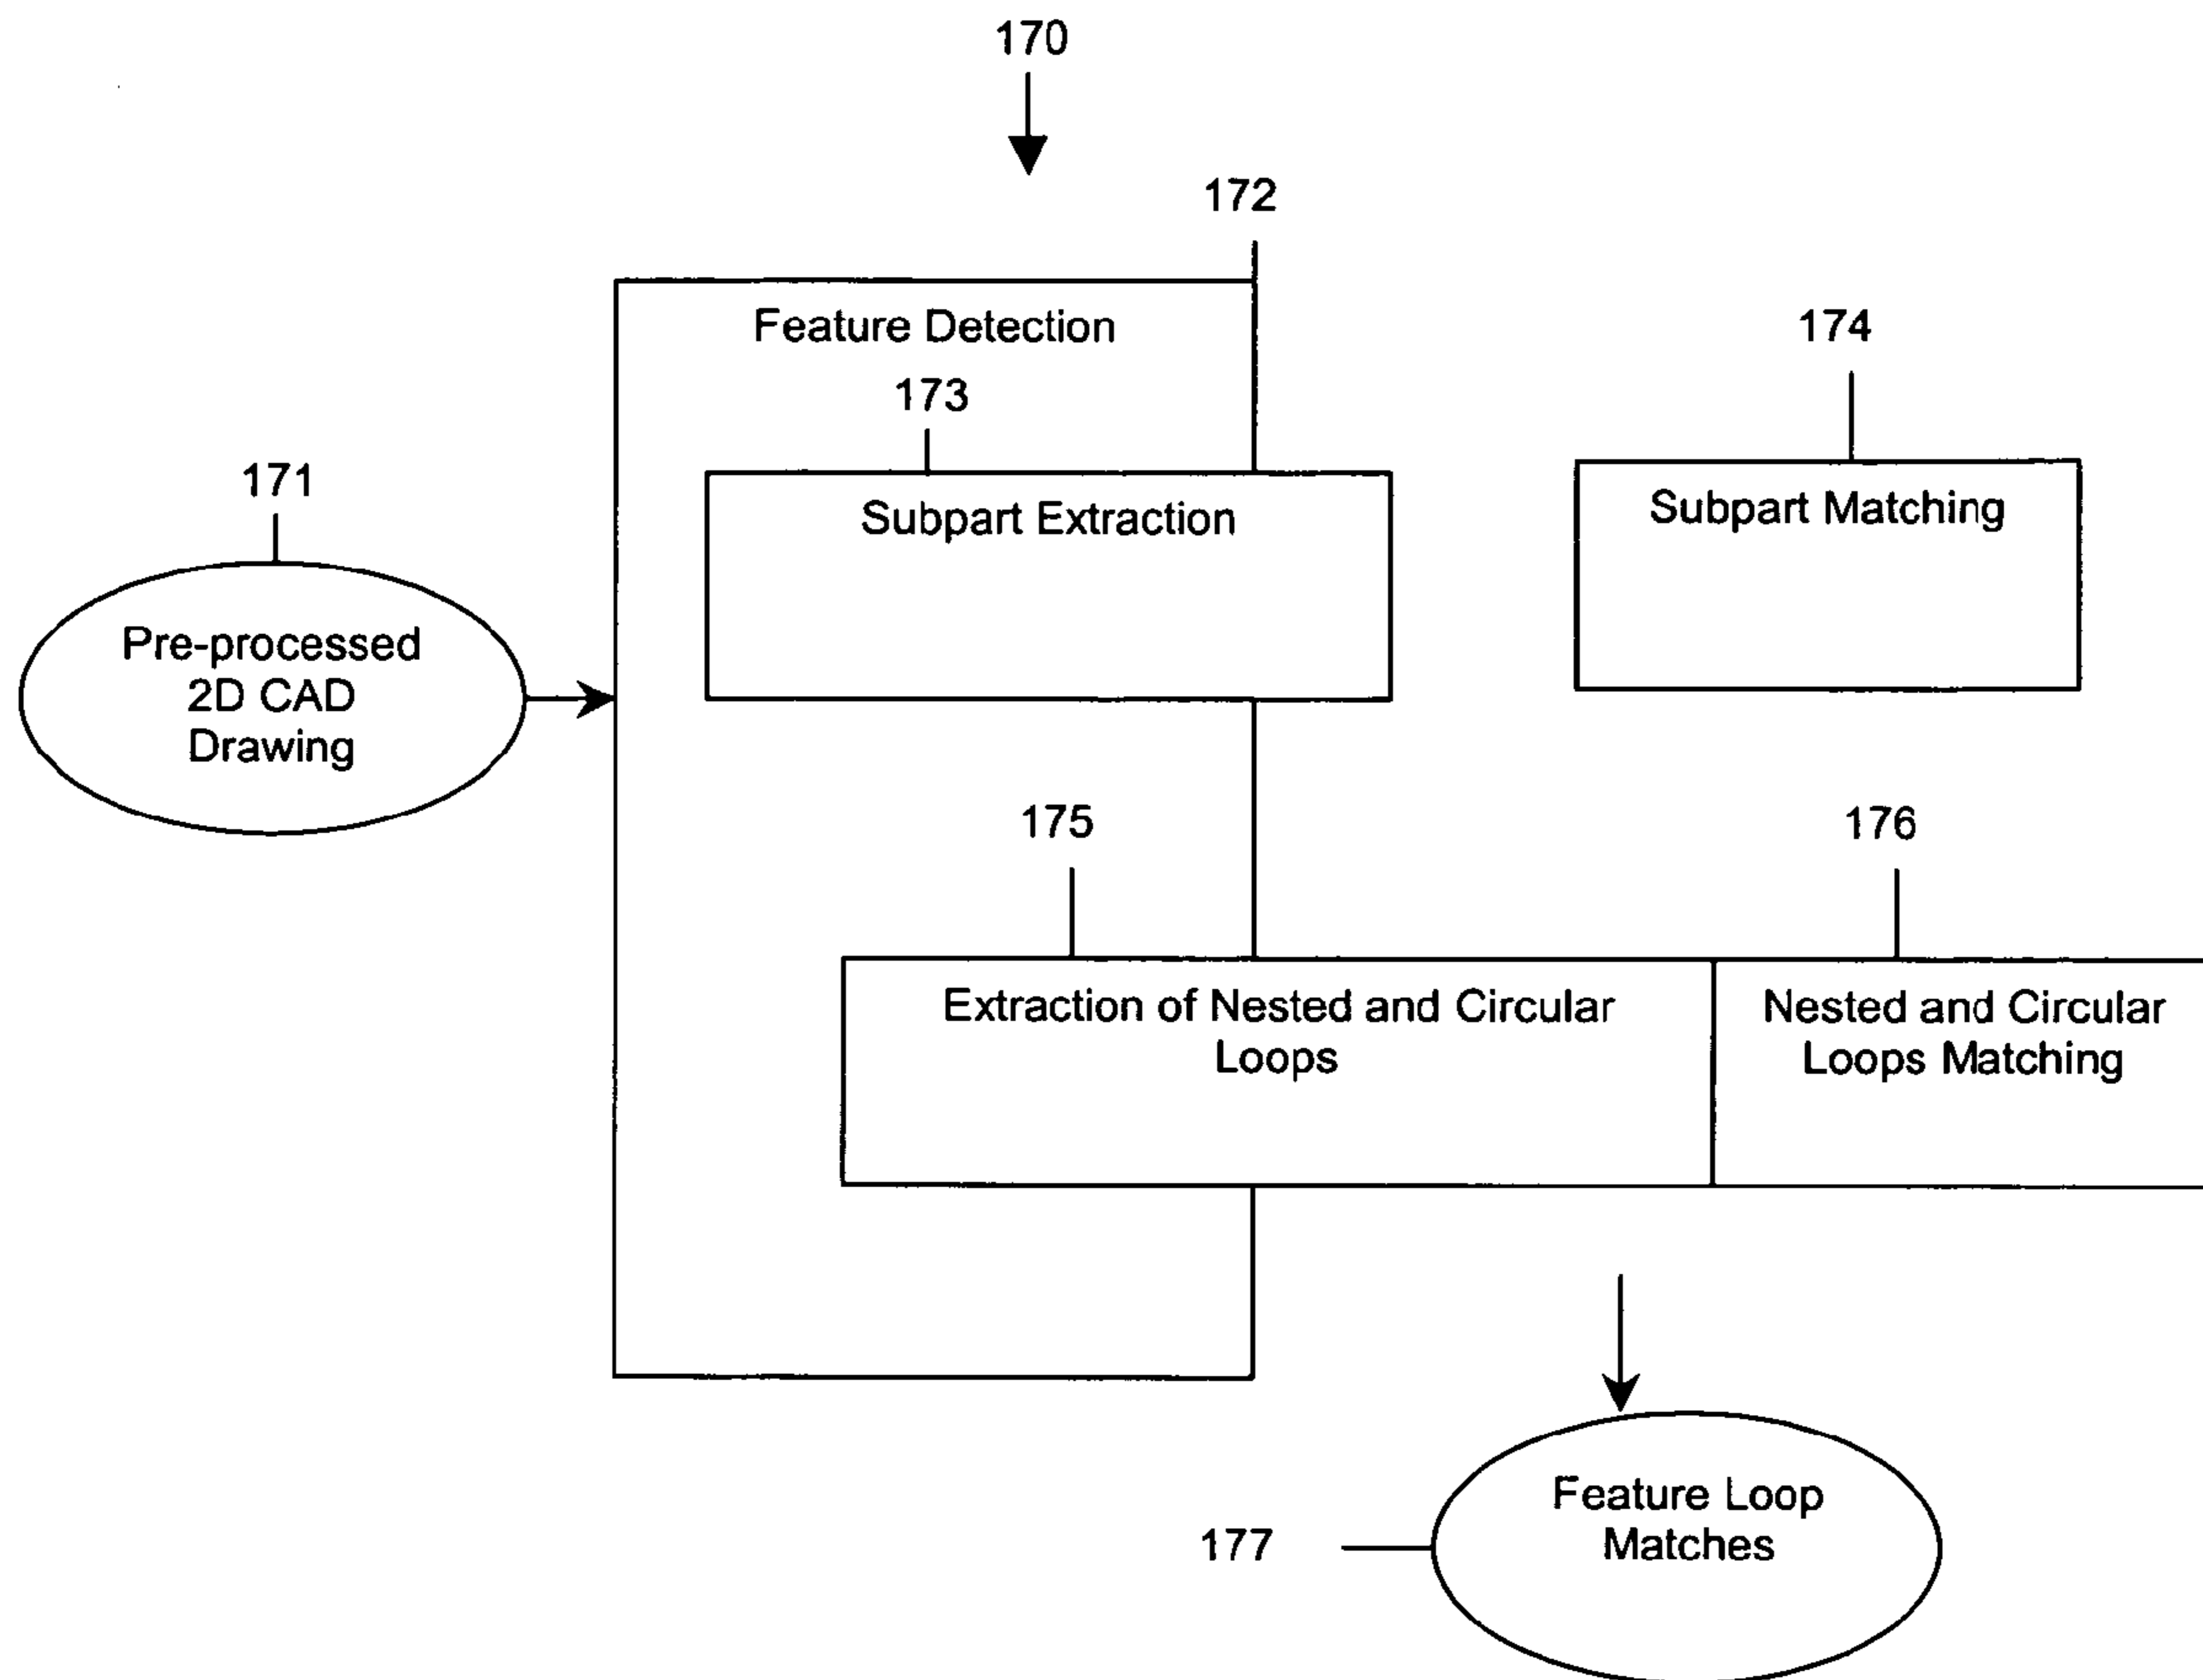 170
172
Feature Detection
174
173
171
Subpart Extraction
Subpart Matching
Pre-processed
2D CAD
Drawing
175
176
Extraction of Nested and Circular
Loops
Nested and Circular
Loops Matching
Feature Loop
Matches
177